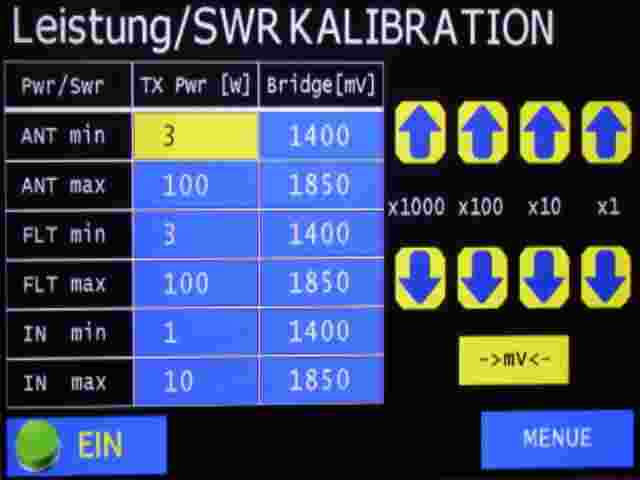 Leistung/SWR KALIBRATION
Pwr/Swr TX Pwr [W] Bridge[mV]
ANT min 3 1400
ANT max 100 1850
FLT min 3 1400
FLT max 100 1850
IN min 1 1400
IN max 10 1850
x1000 x100 x10 x1
->mV<-
EIN
MENUE